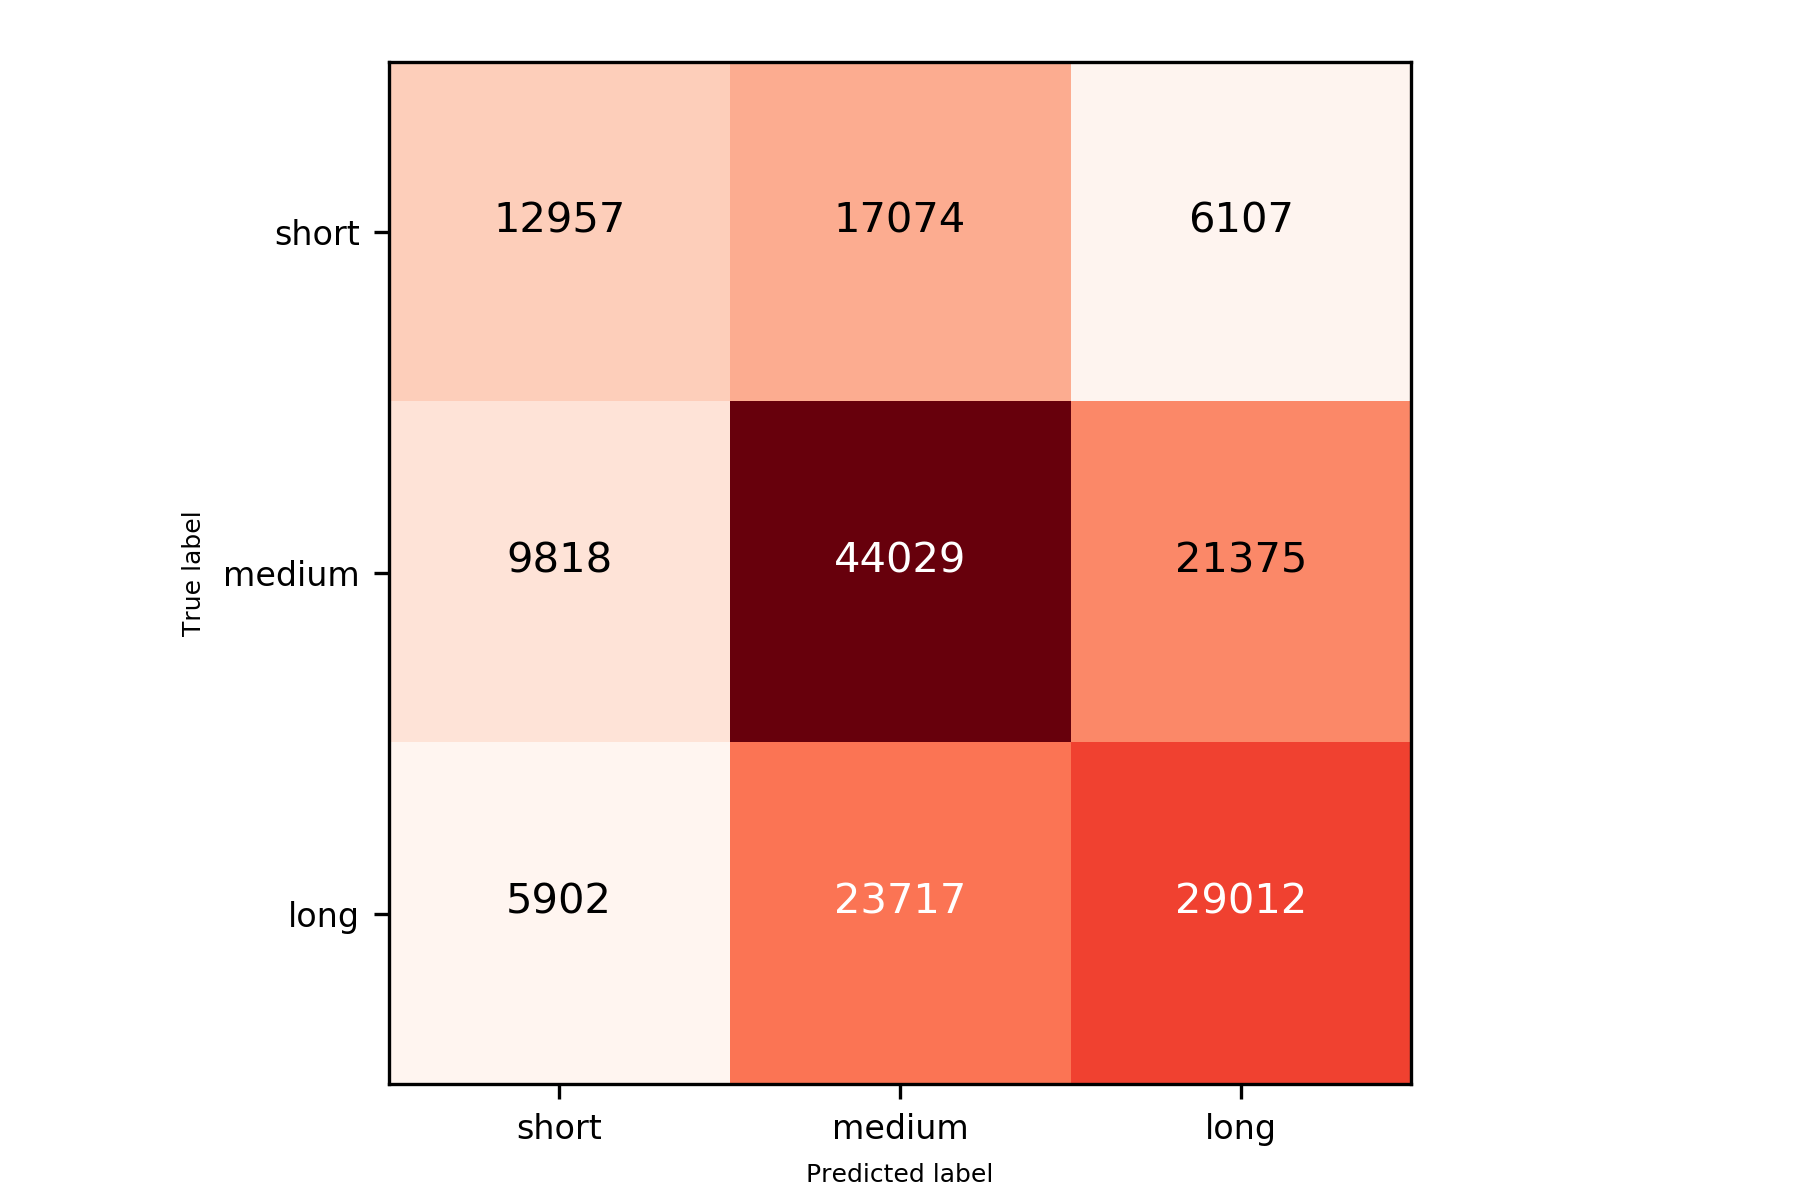 short 12957 17074 6107
True label
medium 9818 44029 21375
long 5902 23717 29012
short medium long
Predicted label